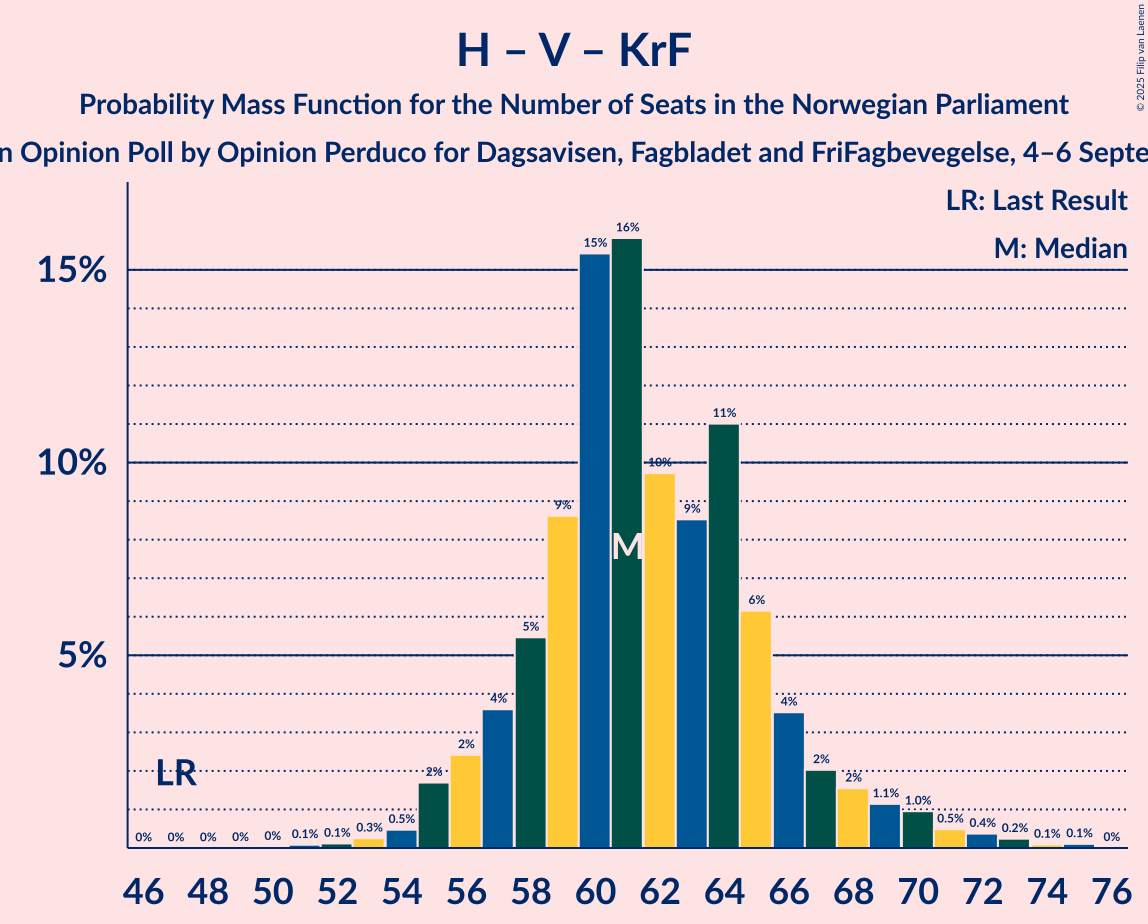 H – V – KrF
Probability Mass Function for the Number of Seats in the Norwegian Parliament
n Opinion Poll by Opinion Perduco for Dagsavisen, Fagbladet and FriFagbevegelse, 4–6 Septe
© 2025 Filip van Laenen
LR: Last Result
M: Median
15%
10%
5%
0% 0% 0% 0% 0% 0.1% 0.1% 0.3% 0.5% 2% 2% 4% 5% 9% 15% 16% 10% 9% 11% 6% 4% 2% 2% 1.1% 1.0% 0.5% 0.4% 0.2% 0.1% 0.1% 0%
M
LR
46 48 50 52 54 56 58 60 62 64 66 68 70 72 74 76